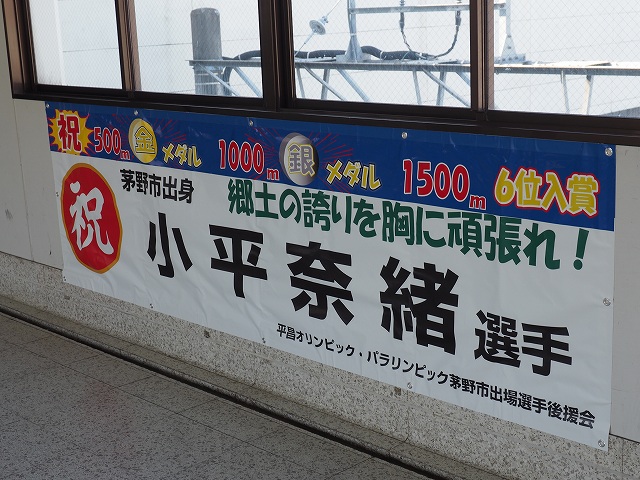 祝 500m 金メダル 1000m 銀メダル 1500m 6位入賞
祝
茅野市出身 郷土の誇りを胸に頑張れ！
小平奈緒選手
平昌オリンピック・パラリンピック茅野市出場選手後援会